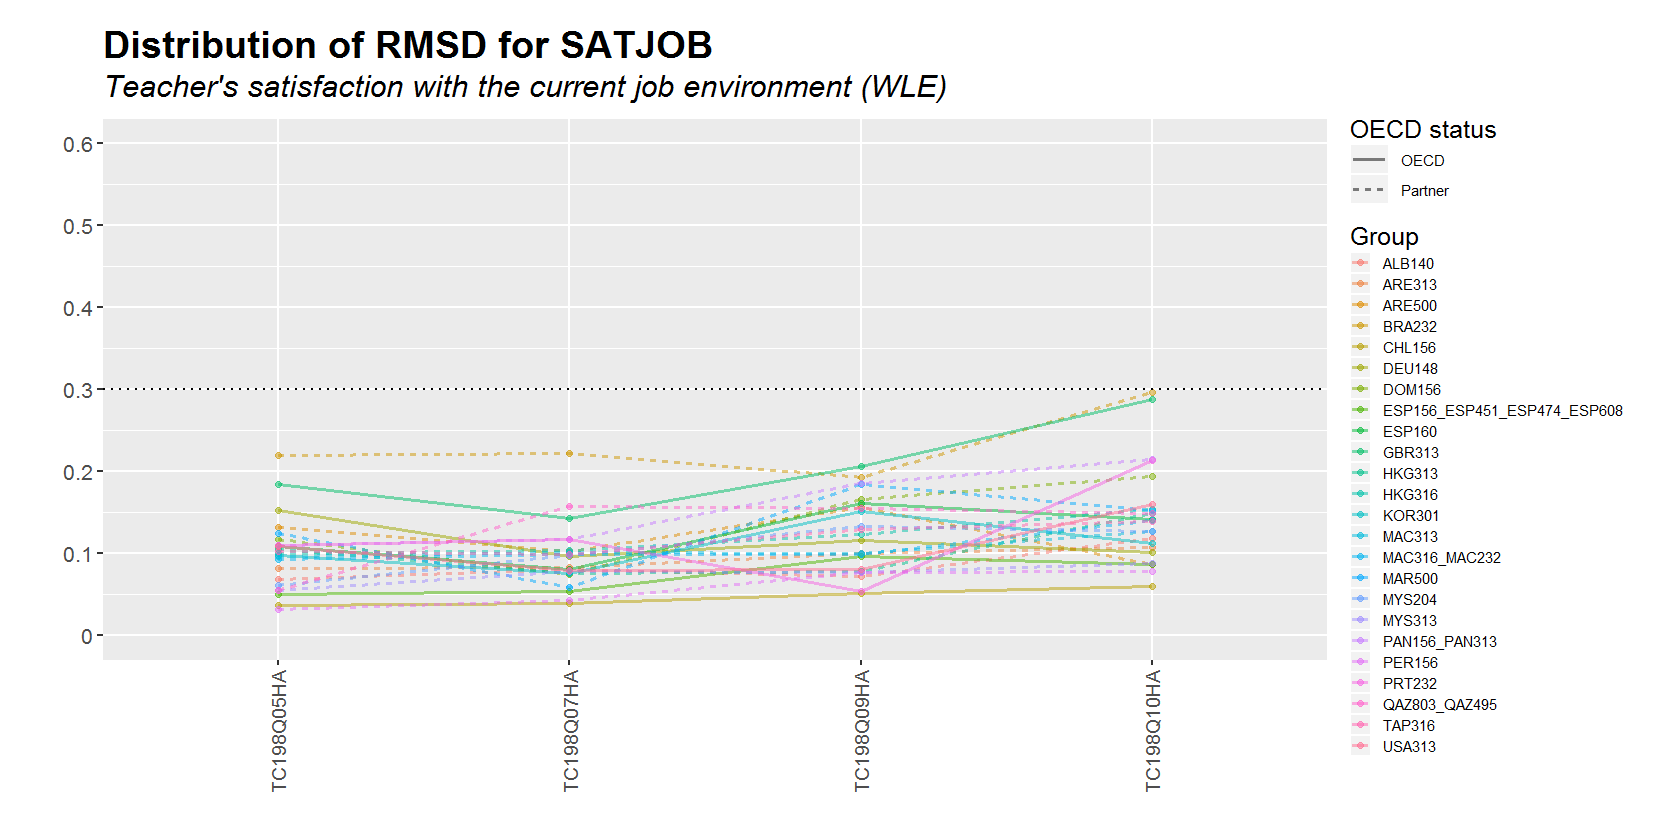 Distribution of RMSD for SATJOB
Teacher's satisfaction with the current job environment (WLE)
0.6
0.5
0.4
0.3
0.2
0.1
0
TC198Q05HA
TC198Q07HA
TC198Q09HA
TC198Q10HA
OECD status
OECD
Partner
Group
ALB140
ARE313
ARE500
BRA232
CHL156
DEU148
DOM156
ESP156_ESP451_ESP474_ESP608
ESP160
GBR313
HKG313
HKG316
KOR301
MAC313
MAC316_MAC232
MAR500
MYS204
MYS313
PAN156_PAN313
PER156
PRT232
QAZ803_QAZ495
TAP316
USA313